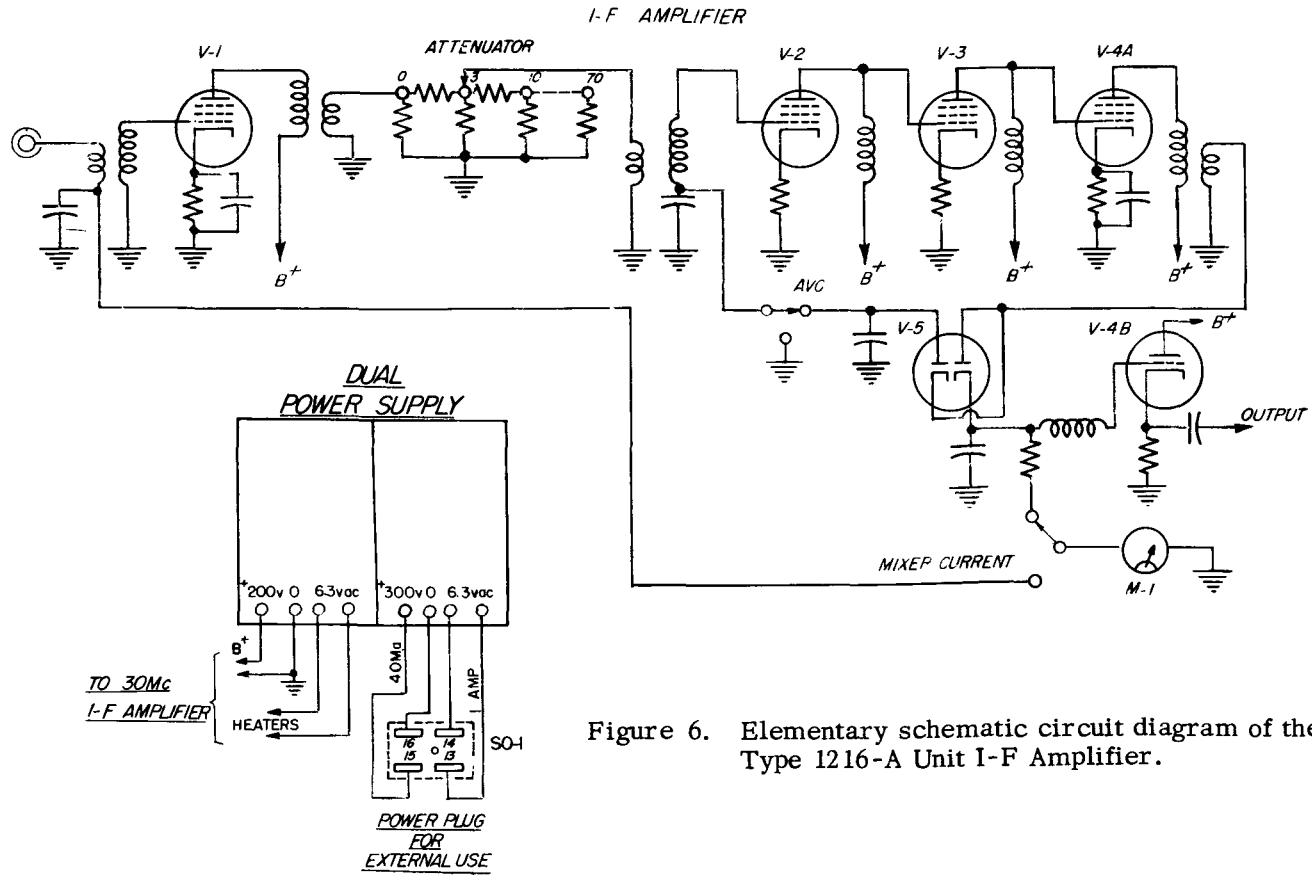 I-F AMPLIFIER
V-1
ATTENUATOR
0 3 10 70
V-2
V-3
V-4A
B+
B+
B+
B+
AVC
V-5
V-4B
B+
OUTPUT
MIXER CURRENT
M-1
DUAL
POWER SUPPLY
+200v 0 6.3vac
+300v 0 6.3vac
B+
40Ma
1 AMP
TO 30Mc
I-F AMPLIFIER
HEATERS
16 14
15 13
SO-1
POWER PLUG
FOR
EXTERNAL USE
Figure 6. Elementary schematic circuit diagram of the
Type 1216-A Unit I-F Amplifier.